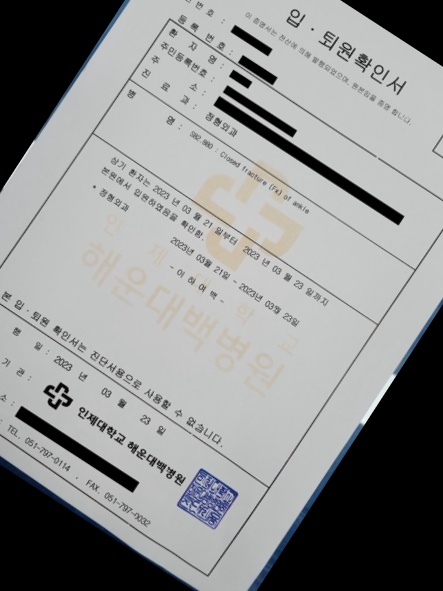 입 · 퇴원확인서
번 호 :
이 증명서는 전산에 의해 발행되었으며, 원본임을 증명 합니다.
등 록 번 호 :
환 자 명 :
주민등록번호 :
주 소 :
진 료 과 : 정형외과
병 명 : S82.880 : Closed fracture (Fx) of ankle
상기 환자는 2023 년 03 월 21 일부터 2023 년 03 월 23 일까지
본원에서 입원하였음을 확인함.
* 정형외과 2023년 03월 21일 - 2023년 03월 23일
- 이 하 여 백 -
인 제 대 학 교
해운대백병원
본 입 · 퇴원 확인서는 진단서용으로 사용할 수 없습니다.
행 일 : 2023 년 03 월 23 일
기 관 : 인제대학교 해운대백병원
소 :
TEL. 051-797-0114 , FAX. 051-797-0032